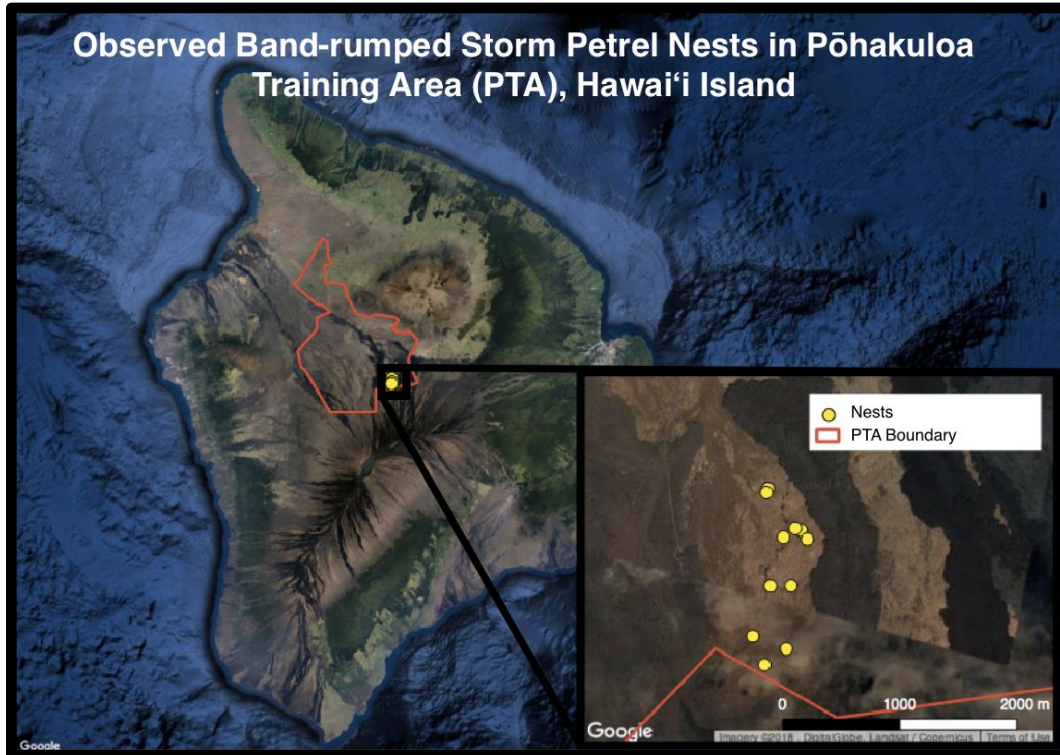 Observed Band-rumped Storm Petrel Nests in Pōhakuloa
Training Area (PTA), Hawai‘i Island
Nests
PTA Boundary
0 1000 2000 m
Google
Imagery ©2018 , DigitalGlobe, Landsat / Copernicus Terms of Use
Google